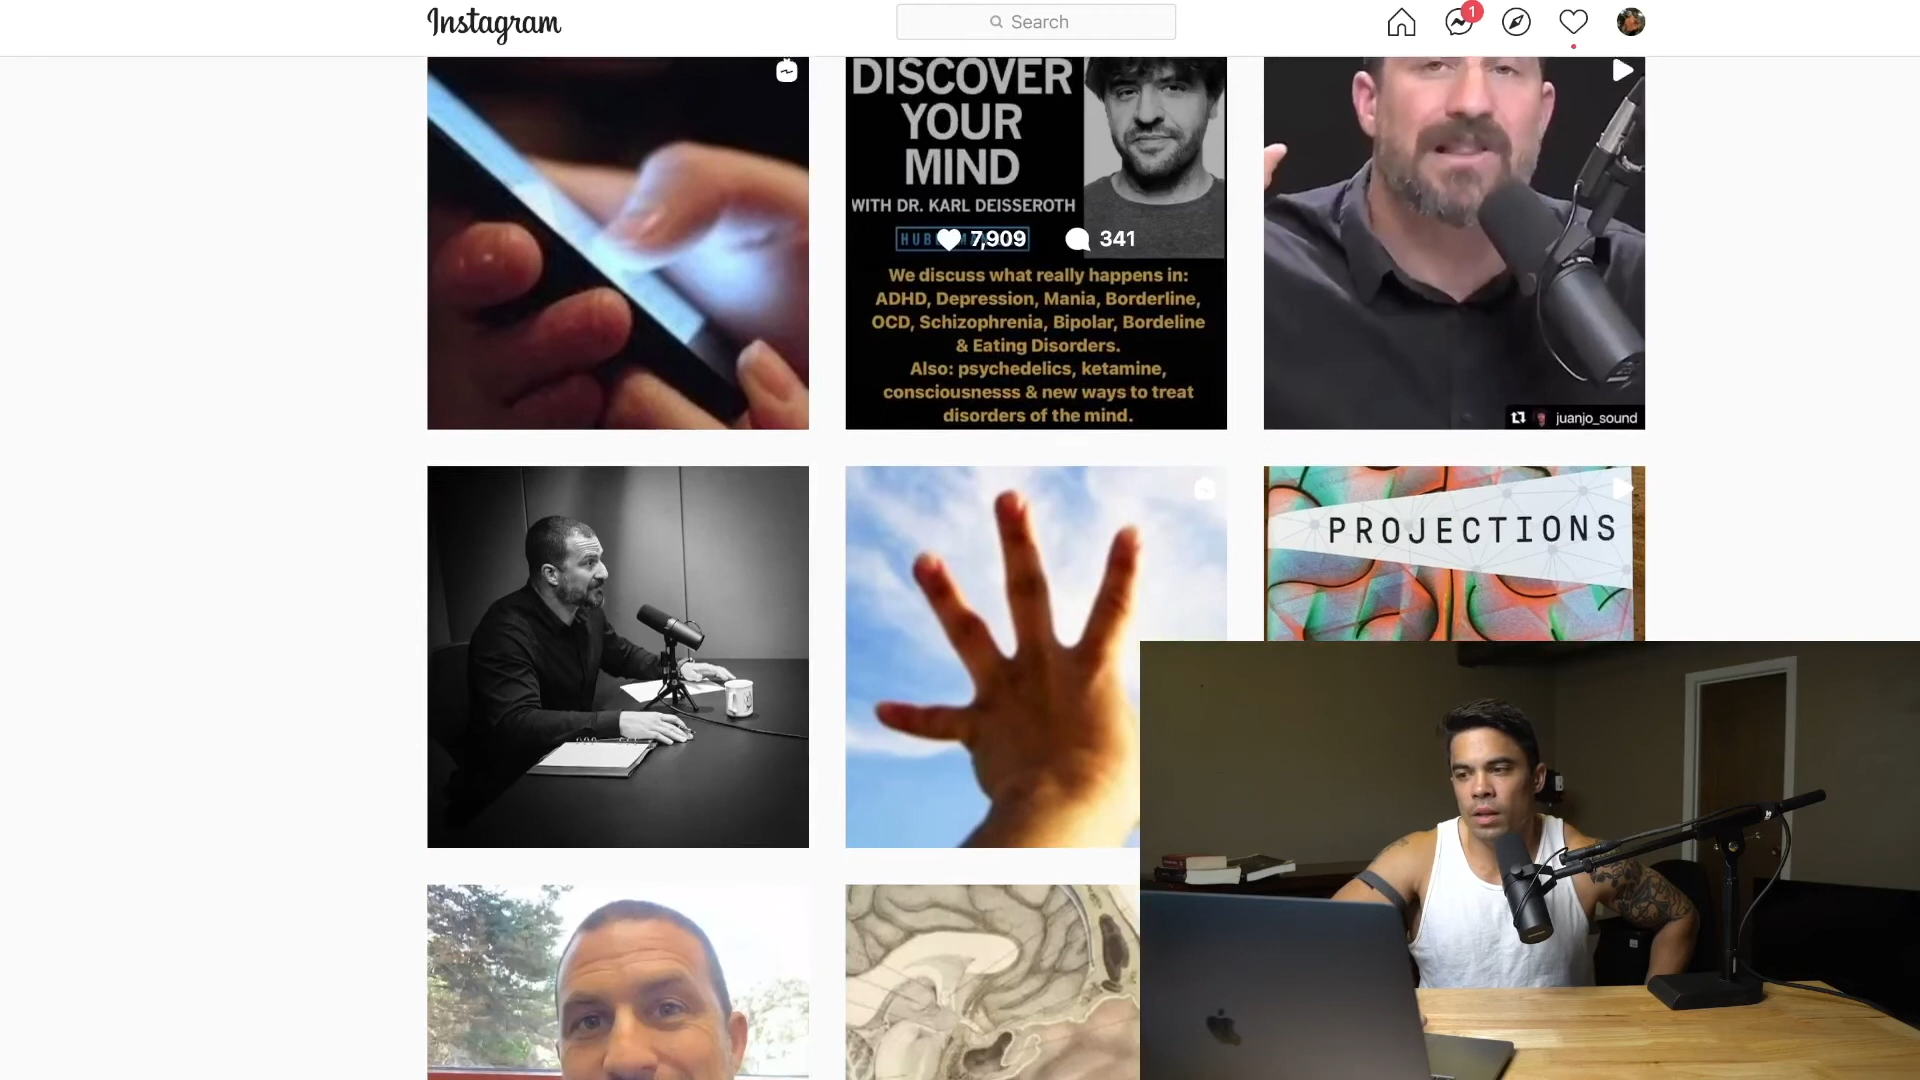 Instagram
Search
1
DISCOVER
YOUR
MIND
WITH DR. KARL DEISSEROTH
7,909
341
We discuss what really happens in:
ADHD, Depression, Mania, Borderline,
OCD, Schizophrenia, Bipolar, Bordeline
& Eating Disorders.
Also: psychedelics, ketamine,
consciousnesss & new ways to treat
disorders of the mind.
juanjo_sound
PROJECTIONS